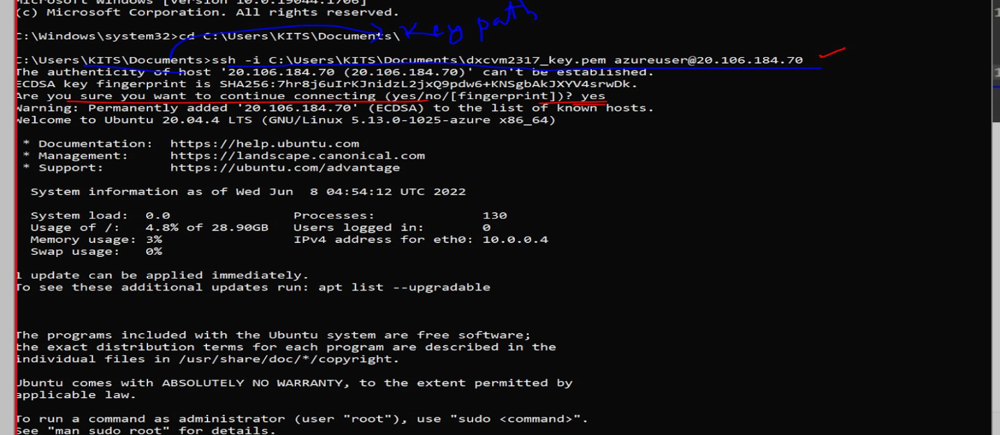 Microsoft Windows [Version 10.0.19044.1706]
(c) Microsoft Corporation. All rights reserved.
key path
C:\Windows\system32>cd C:\Users\KITS\Documents\
C:\Users\KITS\Documents>ssh -i C:\Users\KITS\Documents\dxcvm2317_key.pem azureuser@20.106.184.70
The authenticity of host '20.106.184.70 (20.106.184.70)' can't be established.
ECDSA key fingerprint is SHA256:7hr8j6uIrKJnidzL2jxQ9pdw6+KNSgbAkJXYV4srwDk.
Are you sure you want to continue connecting (yes/no/[fingerprint])? yes
Warning: Permanently added '20.106.184.70' (ECDSA) to the list of known hosts.
Welcome to Ubuntu 20.04.4 LTS (GNU/Linux 5.13.0-1025-azure x86_64)
* Documentation: https://help.ubuntu.com
* Management: https://landscape.canonical.com
* Support: https://ubuntu.com/advantage
System information as of Wed Jun 8 04:54:12 UTC 2022
System load: 0.0 Processes: 130
Usage of /: 4.8% of 28.90GB Users logged in: 0
Memory usage: 3% IPv4 address for eth0: 10.0.0.4
Swap usage: 0%
1 update can be applied immediately.
To see these additional updates run: apt list --upgradable
The programs included with the Ubuntu system are free software;
the exact distribution terms for each program are described in the
individual files in /usr/share/doc/*/copyright.
Ubuntu comes with ABSOLUTELY NO WARRANTY, to the extent permitted by
applicable law.
To run a command as administrator (user "root"), use "sudo <command>".
See "man sudo_root" for details.